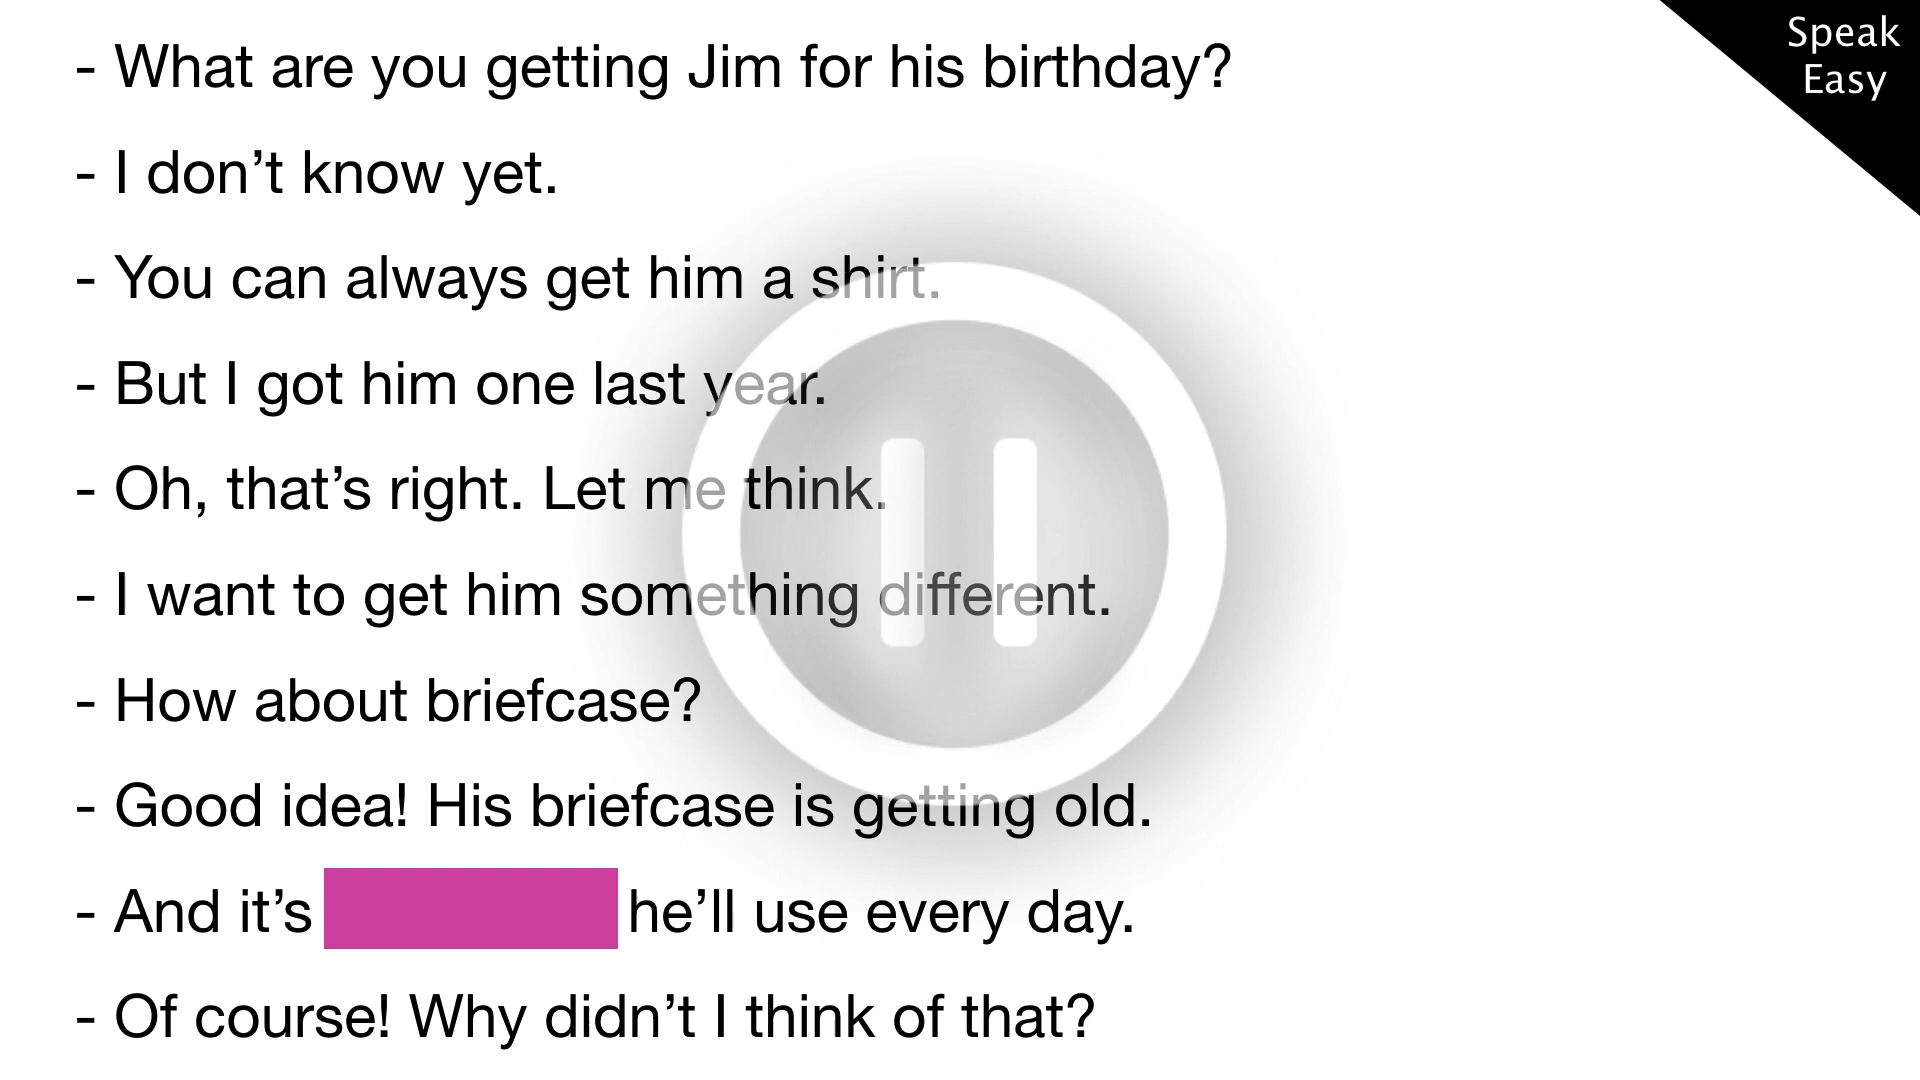 - What are you getting Jim for his birthday?
- I don’t know yet.
- You can always get him a shirt.
- But I got him one last year.
- Oh, that’s right. Let me think.
- I want to get him something different.
- How about briefcase?
- Good idea! His briefcase is getting old.
- And it’s he’ll use every day.
- Of course! Why didn’t I think of that?
Speak
Easy